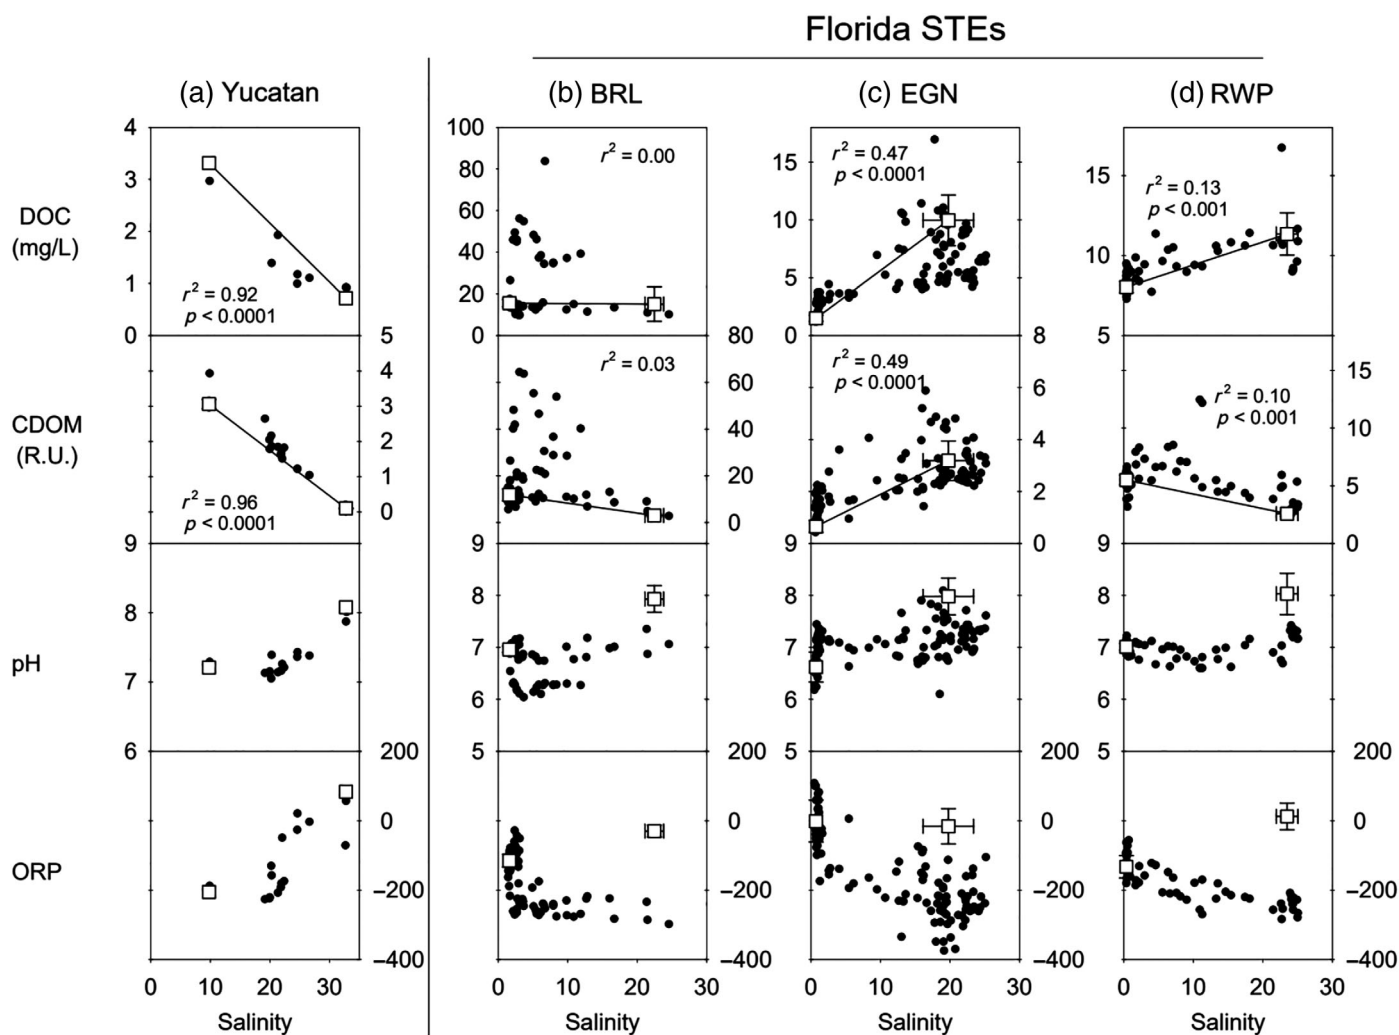 Florida STEs
(a) Yucatan
(b) BRL
(c) EGN
(d) RWP
DOC
(mg/L)
4
3
2
1
0
r² = 0.92
p < 0.0001
100
80
60
40
20
0
r² = 0.00
15
10
5
0
r² = 0.47
p < 0.0001
15
10
5
r² = 0.13
p < 0.001
CDOM
(R.U.)
5
4
3
2
1
0
r² = 0.96
p < 0.0001
80
60
40
20
0
r² = 0.03
8
6
4
2
0
r² = 0.49
p < 0.0001
15
10
5
0
r² = 0.10
p < 0.001
pH
9
8
7
6
9
8
7
6
5
9
8
7
6
5
9
8
7
6
5
ORP
200
0
−200
−400
200
0
−200
−400
200
0
−200
−400
200
0
−200
−400
0 10 20 30
0 10 20 30
0 10 20 30
0 10 20 30
Salinity
Salinity
Salinity
Salinity